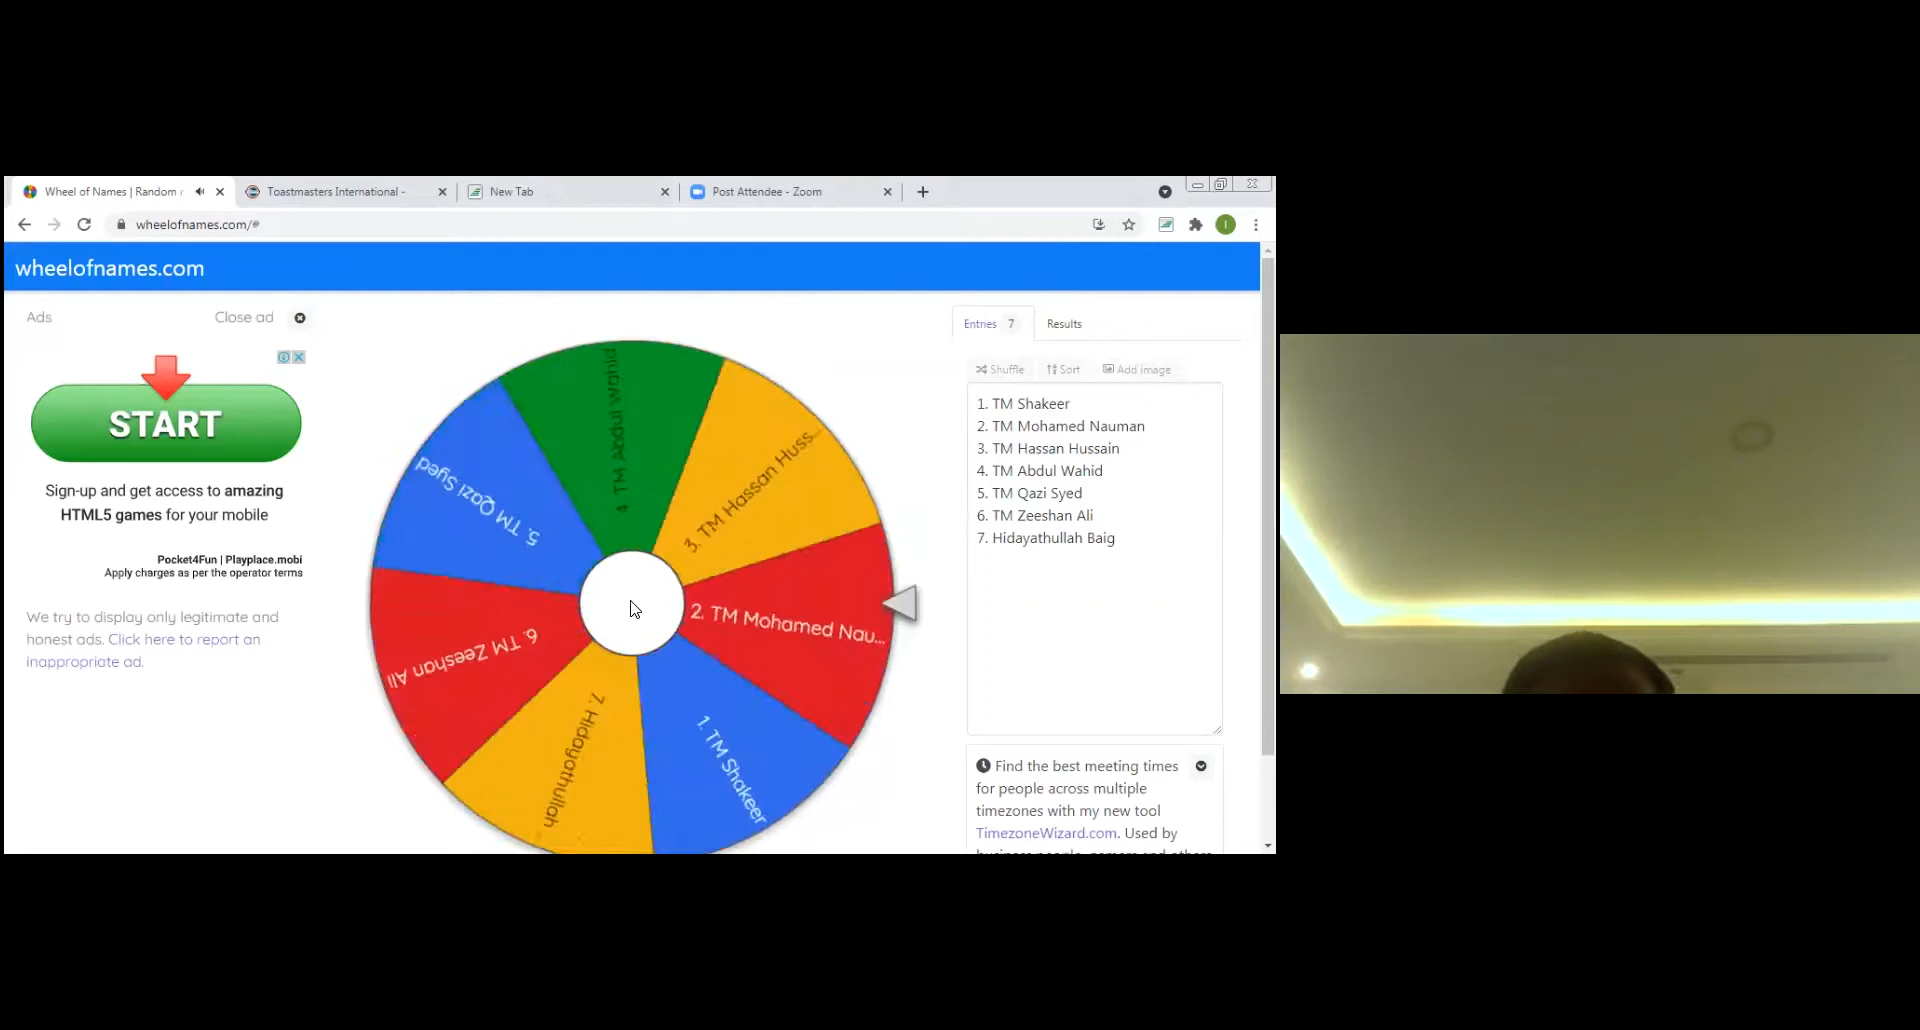 Wheel of Names | Random
Toastmasters International -
New Tab
Post Attendee - Zoom
wheelofnames.com/#
I
wheelofnames.com
Ads
Close ad
START
Sign-up and get access to amazing
HTML5 games for your mobile
Pocket4Fun | Playplace.mobi
Apply charges as per the operator terms
We try to display only legitimate and
honest ads. Click here to report an
inappropriate ad.
4. TM Abdul Wahid
3. TM Hassan Huss...
2. TM Mohamed Nau...
1. TM Shakeer
7. Hidayathullah
6. TM Zeeshan Ali
5. TM Qazi Syed
Entries 7
Results
Shuffle
Sort
Add image
1. TM Shakeer
2. TM Mohamed Nauman
3. TM Hassan Hussain
4. TM Abdul Wahid
5. TM Qazi Syed
6. TM Zeeshan Ali
7. Hidayathullah Baig
Find the best meeting times
for people across multiple
timezones with my new tool
TimezoneWizard.com. Used by